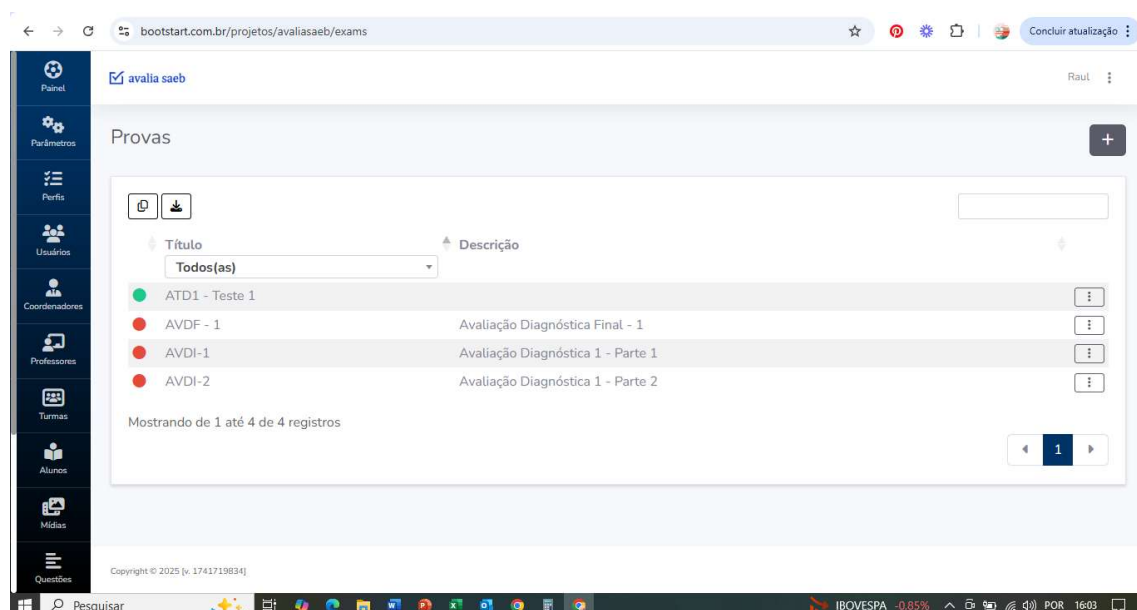 bootstart.com.br/projetos/avaliasaeb/exams
Concluir atualização
Painel
avalia saeb
Raul
Parâmetros
Provas
+
Perfis
Usuários
Título
Descrição
Todos(as)
Coordenadores
ATD1 - Teste 1
AVDF - 1
Avaliação Diagnóstica Final - 1
Professores
AVDI-1
Avaliação Diagnóstica 1 - Parte 1
AVDI-2
Avaliação Diagnóstica 1 - Parte 2
Turmas
Mostrando de 1 até 4 de 4 registros
1
Alunos
Mídias
Questões
Copyright © 2025 [v. 1741719834]
Pesquisar
IBOVESPA -0.85%
POR
16:03